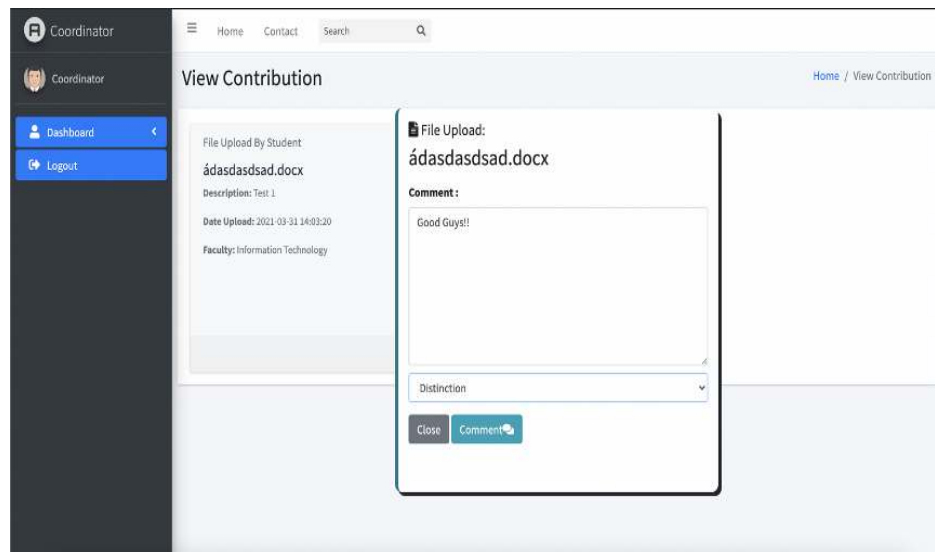 Coordinator
Home Contact Search
Coordinator
View Contribution
Home / View Contribution
Dashboard
Logout
File Upload By Student
ádasdasdsad.docx
Description: Test 1
Date Upload: 2021-03-31 14:03:20
Faculty: Information Technology
File Upload:
ádasdasdsad.docx
Comment :
Good Guys!!
Distinction
Close Comment